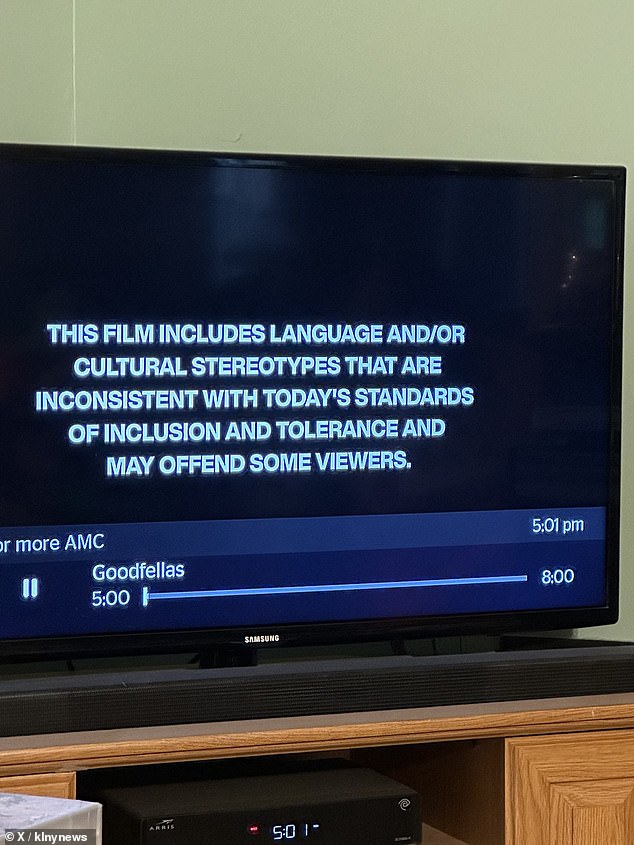 THIS FILM INCLUDES LANGUAGE AND/OR
CULTURAL STEREOTYPES THAT ARE
INCONSISTENT WITH TODAY'S STANDARDS
OF INCLUSION AND TOLERANCE AND
MAY OFFEND SOME VIEWERS.
5:01 pm
or more AMC
Goodfellas
5:00 8:00
SAMSUNG
ARRIS
5:01
© X / klnynews